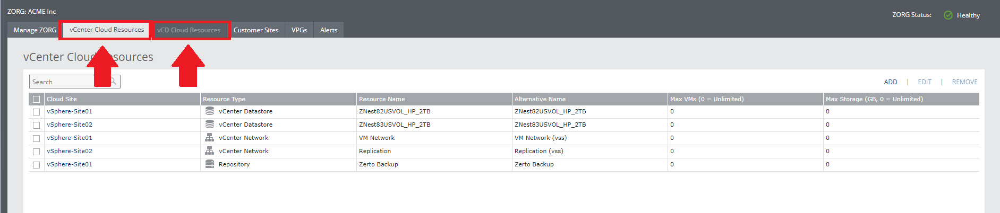 ZORG: ACME Inc
ZORG Status: Healthy
Manage ZORG vCenter Cloud Resources vCD Cloud Resources Customer Sites VPGs Alerts
vCenter Cloud Resources
Search
ADD | EDIT | REMOVE
Cloud Site Resource Type Resource Name Alternative Name Max VMs (0 = Unlimited) Max Storage (GB, 0 = Unlimited)
vSphere-Site01 vCenter Datastore ZNest82USVOL_HP_2TB ZNest82USVOL_HP_2TB 0 0
vSphere-Site02 vCenter Datastore ZNest83USVOL_HP_2TB ZNest83USVOL_HP_2TB 0 0
vSphere-Site01 vCenter Network VM Network VM Network (vss) 0 0
vSphere-Site02 vCenter Network Replication Replication (vss) 0 0
vSphere-Site01 Repository Zerto Backup Zerto Backup 0 0